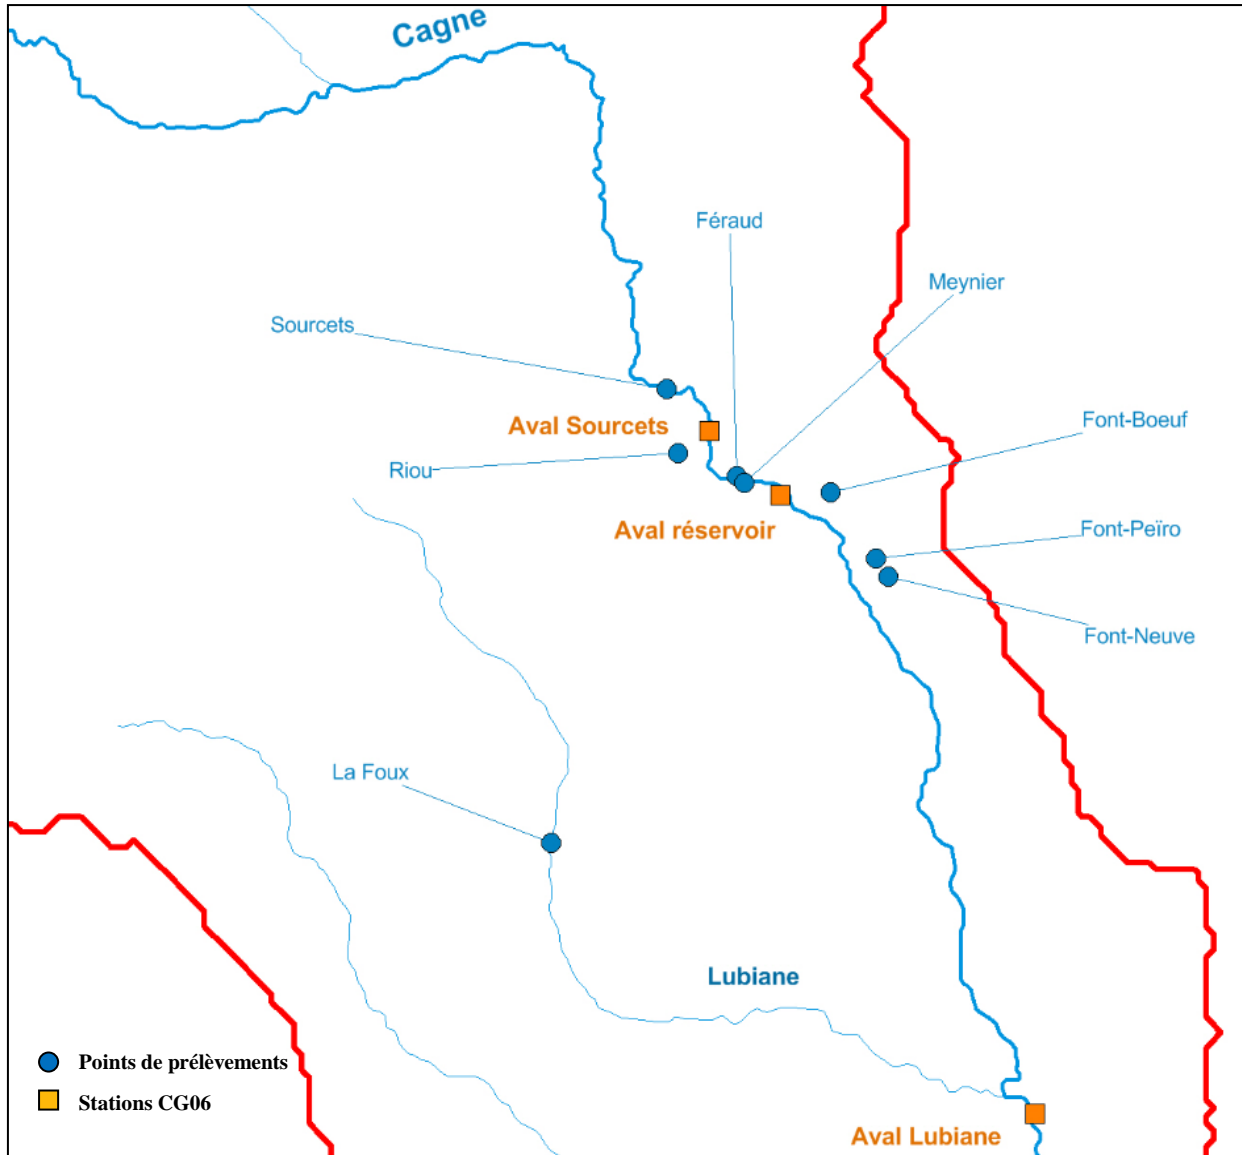 Cagne
Féraud
Meynier
Sourcets
Aval Sourcets
Font-Boeuf
Riou
Aval réservoir
Font-Peïro
Font-Neuve
La Foux
Lubiane
Points de prélèvements
Stations CG06
Aval Lubiane